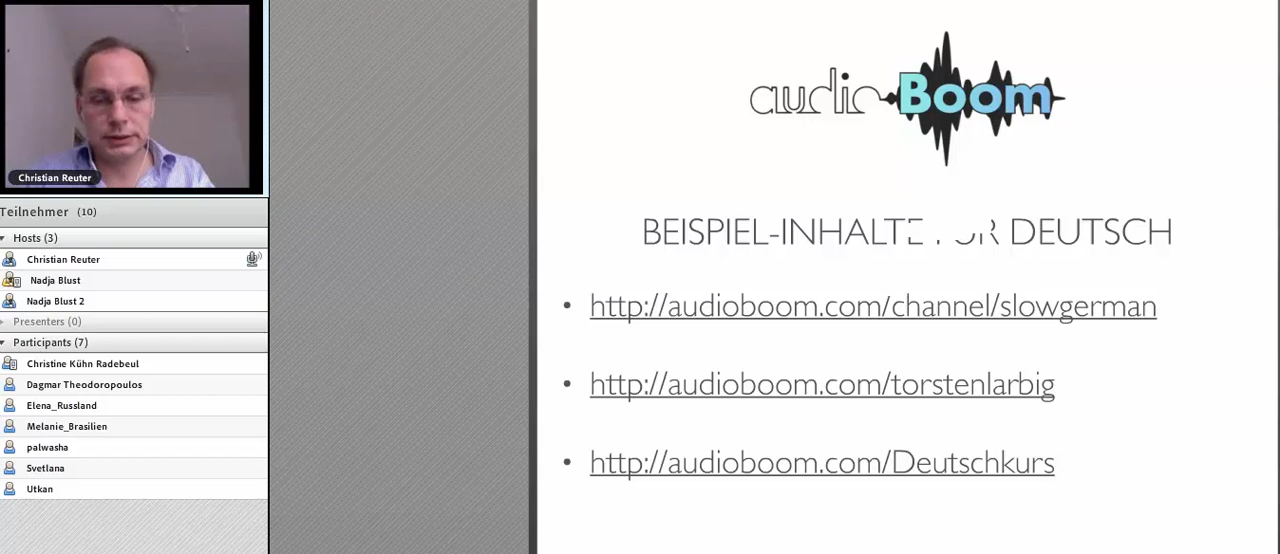 Christian Reuter
Teilnehmer (10)
Hosts (3)
Christian Reuter
Nadja Blust
Nadja Blust 2
Presenters (0)
Participants (7)
Christine Kühn Radebeul
Dagmar Theodoropoulos
Elena_Russland
Melanie_Brasilien
palwasha
Svetlana
Utkan
audioBoom
BEISPIEL-INHALTE DEUTSCH
• http://audioboom.com/channel/slowgerman
• http://audioboom.com/torstenlarbig
• http://audioboom.com/Deutschkurs